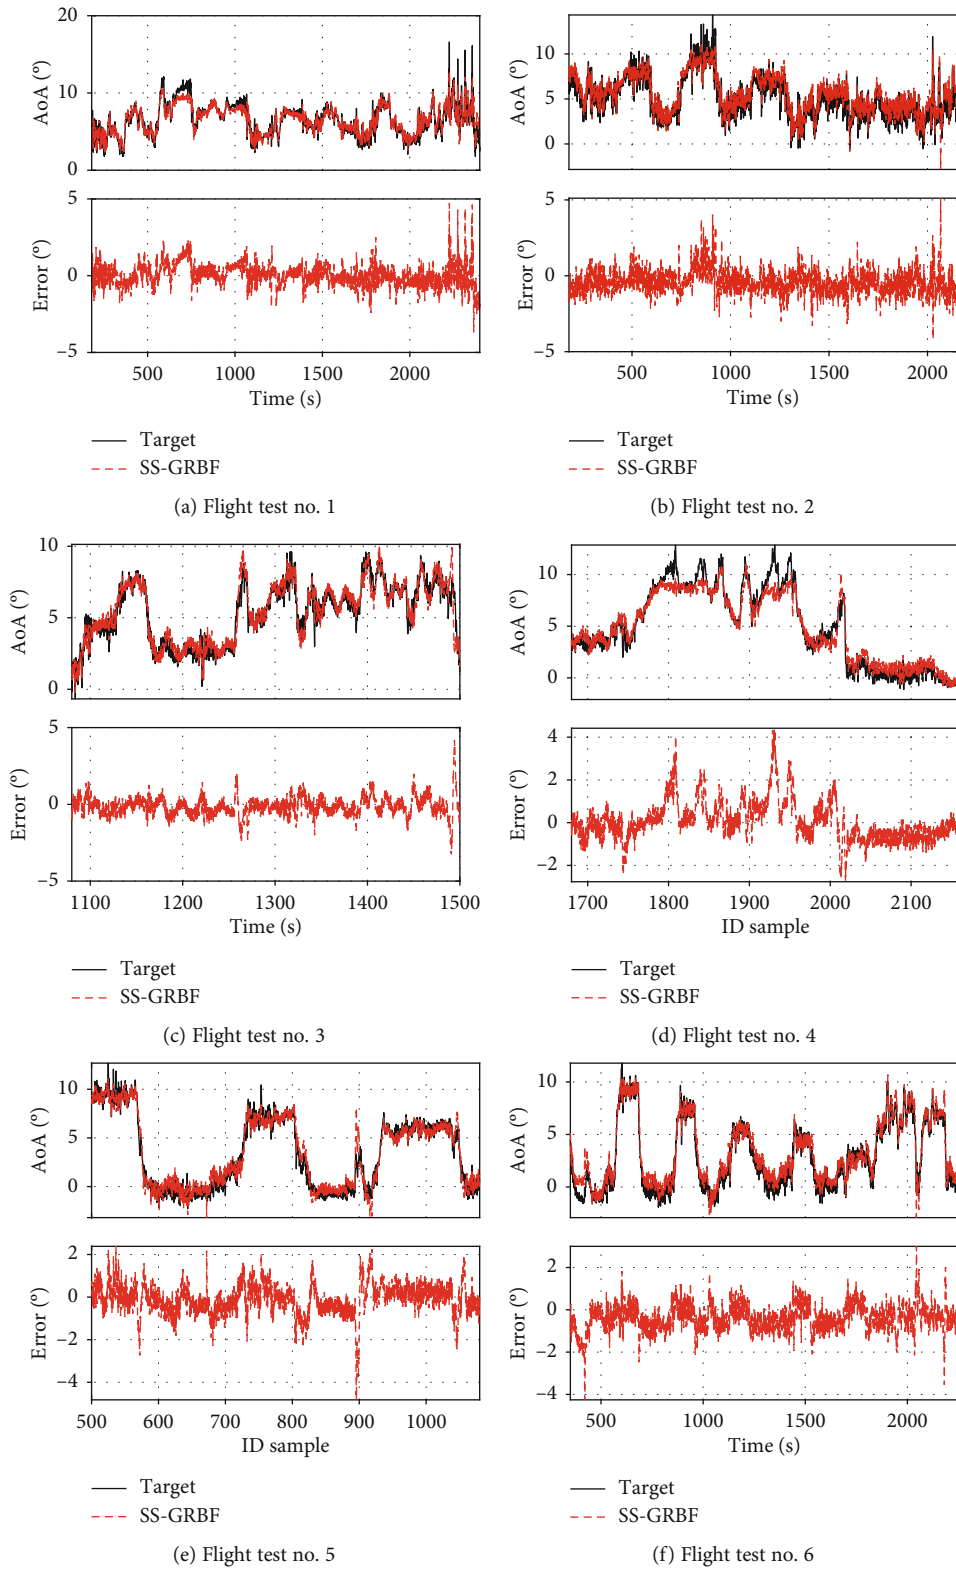 AoA (°)
20
10
0
Error (°)
5
0
−5
500
1000
1500
2000
Time (s)
Target
SS-GRBF
(a) Flight test no. 1
AoA (°)
10
5
0
Error (°)
5
0
−5
500
1000
1500
2000
Time (s)
Target
SS-GRBF
(b) Flight test no. 2
AoA (°)
10
5
0
Error (°)
5
0
−5
1100
1200
1300
1400
1500
Time (s)
Target
SS-GRBF
(c) Flight test no. 3
AoA (°)
10
5
0
Error (°)
4
2
0
−2
1700
1800
1900
2000
2100
ID sample
Target
SS-GRBF
(d) Flight test no. 4
AoA (°)
10
5
0
Error (°)
2
0
−2
−4
500
600
700
800
900
1000
ID sample
Target
SS-GRBF
(e) Flight test no. 5
AoA (°)
10
5
0
Error (°)
2
0
−2
−4
500
1000
1500
2000
Time (s)
Target
SS-GRBF
(f) Flight test no. 6